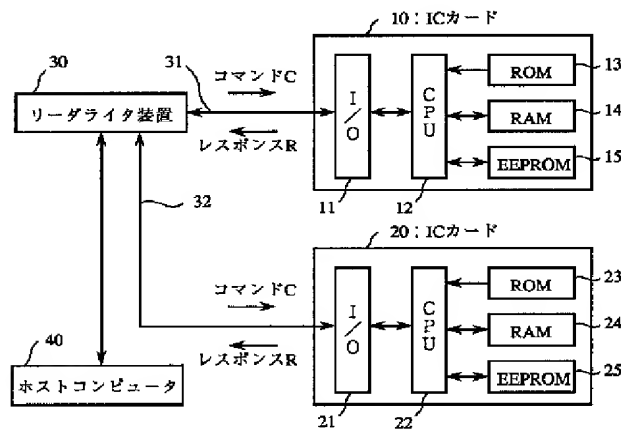 10：ICカード
30
リーダライタ装置
31
コマンドC
レスポンスR
I/O
11
CPU
12
ROM
13
RAM
14
EEPROM
15
32
20：ICカード
コマンドC
レスポンスR
I/O
21
CPU
22
ROM
23
RAM
24
EEPROM
25
40
ホストコンピュータ